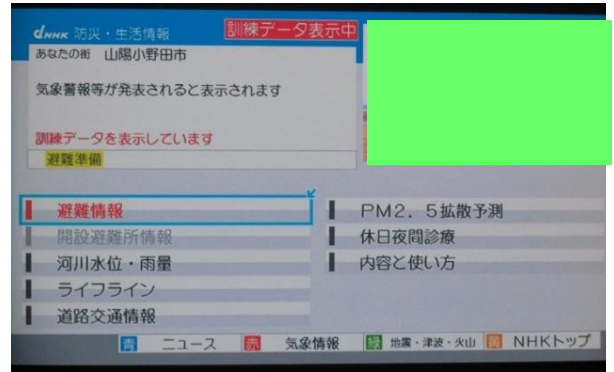 dNHK 防災・生活情報
訓練データ表示中
あなたの街 山陽小野田市
気象警報等が発表されると表示されます
訓練データを表示しています
避難準備
避難情報
開設避難所情報
河川水位・雨量
ライフライン
道路交通情報
PM2．5拡散予測
休日夜間診療
内容と使い方
青 ニュース 赤 気象情報 緑 地震・津波・火山 黄 NHKトップ